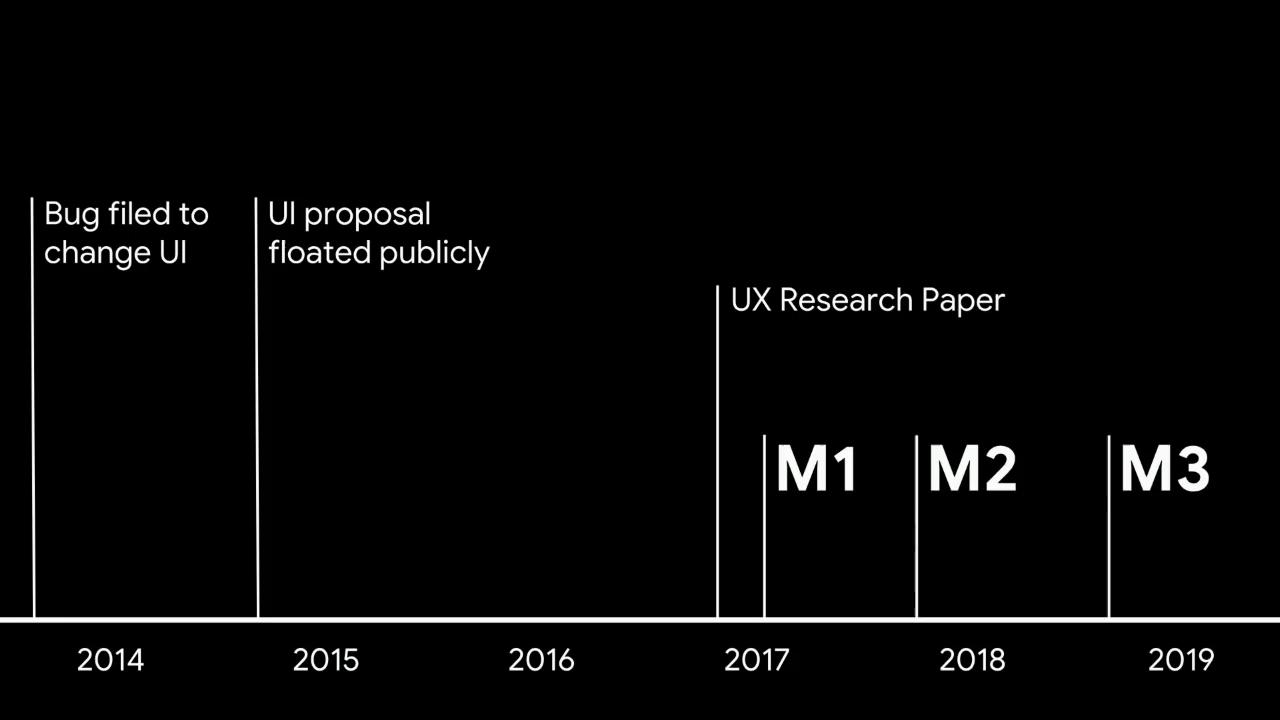 Bug filed to
change UI
UI proposal
floated publicly
UX Research Paper
M1
M2
M3
2014
2015
2016
2017
2018
2019